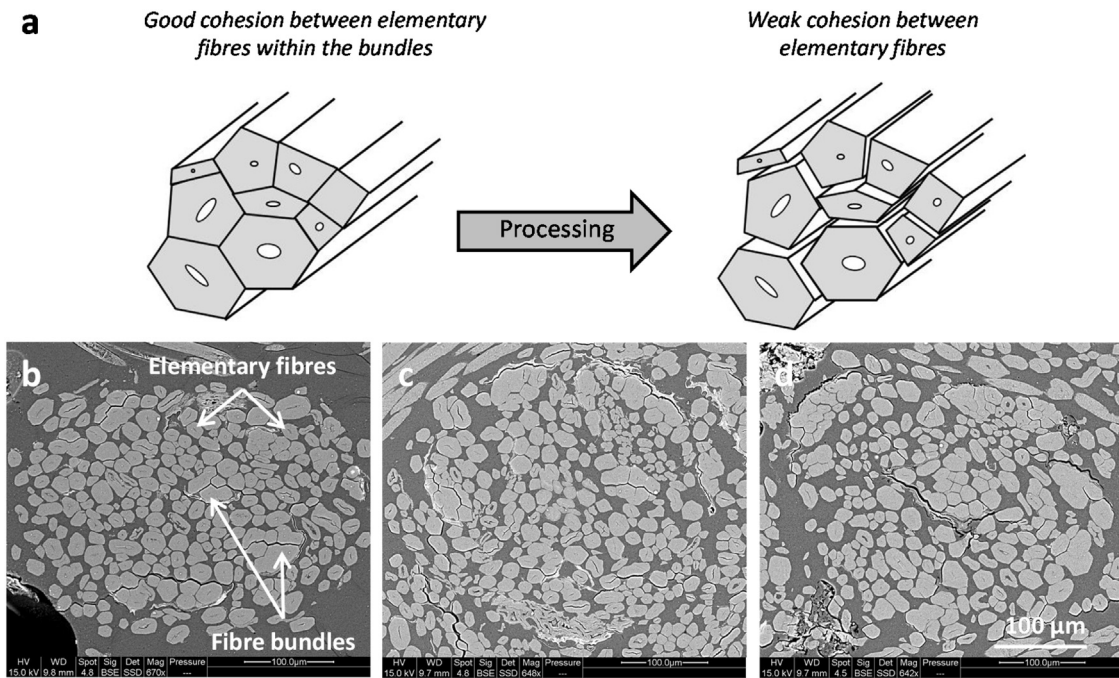 a
Good cohesion between elementary
fibres within the bundles
Weak cohesion between
elementary fibres
Processing
b
Elementary fibres
Fibre bundles
HV WD Spot Sig Det Mag Pressure
15.0 kV 9.8 mm 4.8 BSE SSD 670x ---
100.0µm
c
HV WD Spot Sig Det Mag Pressure
15.0 kV 9.7 mm 4.8 BSE SSD 648x ---
100.0µm
d
100 µm
HV WD Spot Sig Det Mag Pressure
15.0 kV 9.7 mm 4.5 BSE SSD 642x ---
100.0µm